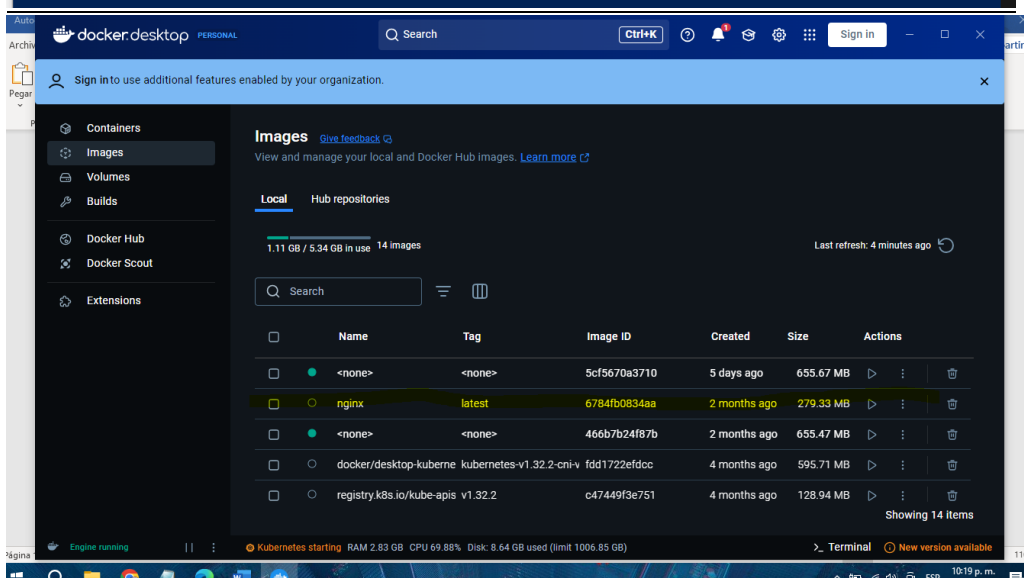 Auto
docker.desktop PERSONAL
Search
Ctrl+K
1
Sign in
Archiv
Pegar
Sign in to use additional features enabled by your organization.
Containers
Images
Volumes
Builds
Docker Hub
Docker Scout
Extensions
Images Give feedback
View and manage your local and Docker Hub images. Learn more
Local Hub repositories
1.11 GB / 5.34 GB in use 14 images
Last refresh: 4 minutes ago
Search
Name Tag Image ID Created Size Actions
<none> <none> 5cf5670a3710 5 days ago 655.67 MB
nginx latest 6784fb0834aa 2 months ago 279.33 MB
<none> <none> 466b7b24f87b 2 months ago 655.47 MB
docker/desktop-kuberne kubernetes-v1.32.2-cni-v fdd1722efdcc 4 months ago 595.71 MB
registry.k8s.io/kube-apis v1.32.2 c47449f3e751 4 months ago 128.94 MB
Showing 14 items
Engine running
Kubernetes starting RAM 2.83 GB CPU 69.88% Disk: 8.64 GB used (limit 1006.85 GB)
>_ Terminal
New version available
Página
10:19 p. m.
ESP